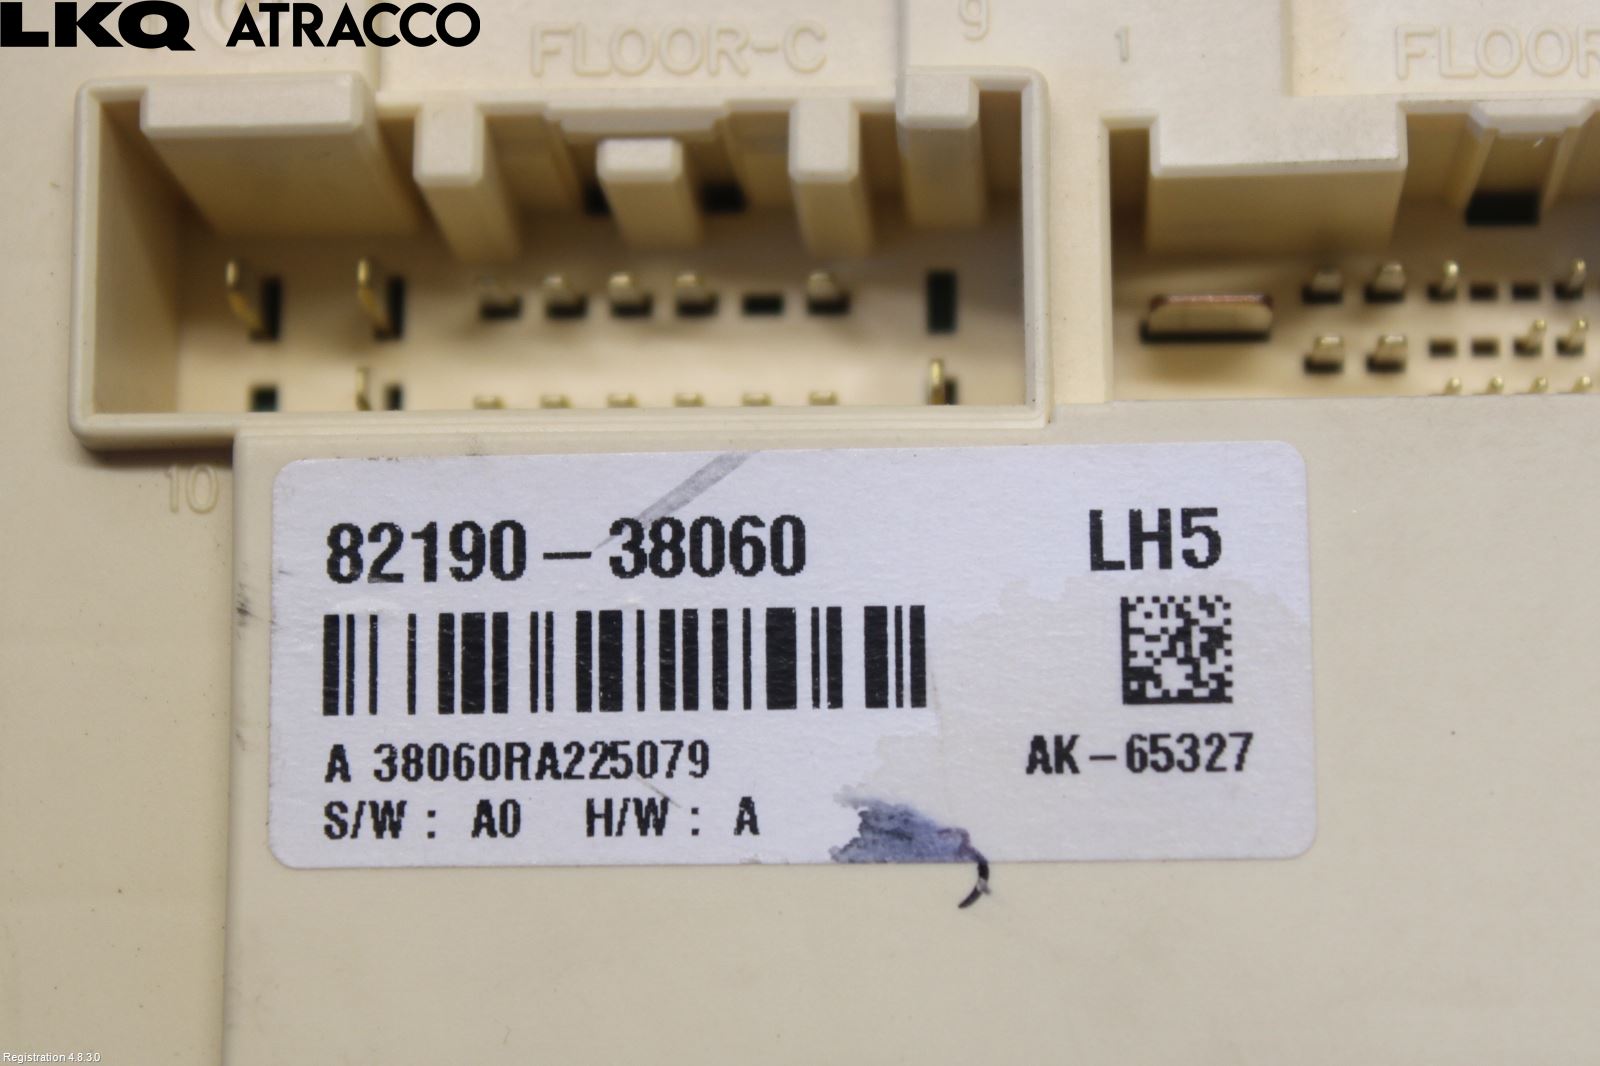 LKQ ATRACCO
FLOOR-C
9
1
FLOOR
10
82190-38060
LH5
A 38060RA225079
AK-65327
S/W : A0 H/W : A
Registration 4.8.3.0